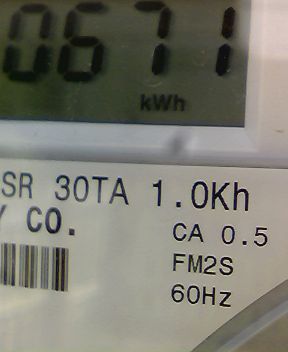 0671
kWh
SR 30TA 1.0Kh
Y CO.
CA 0.5
FM2S
60Hz